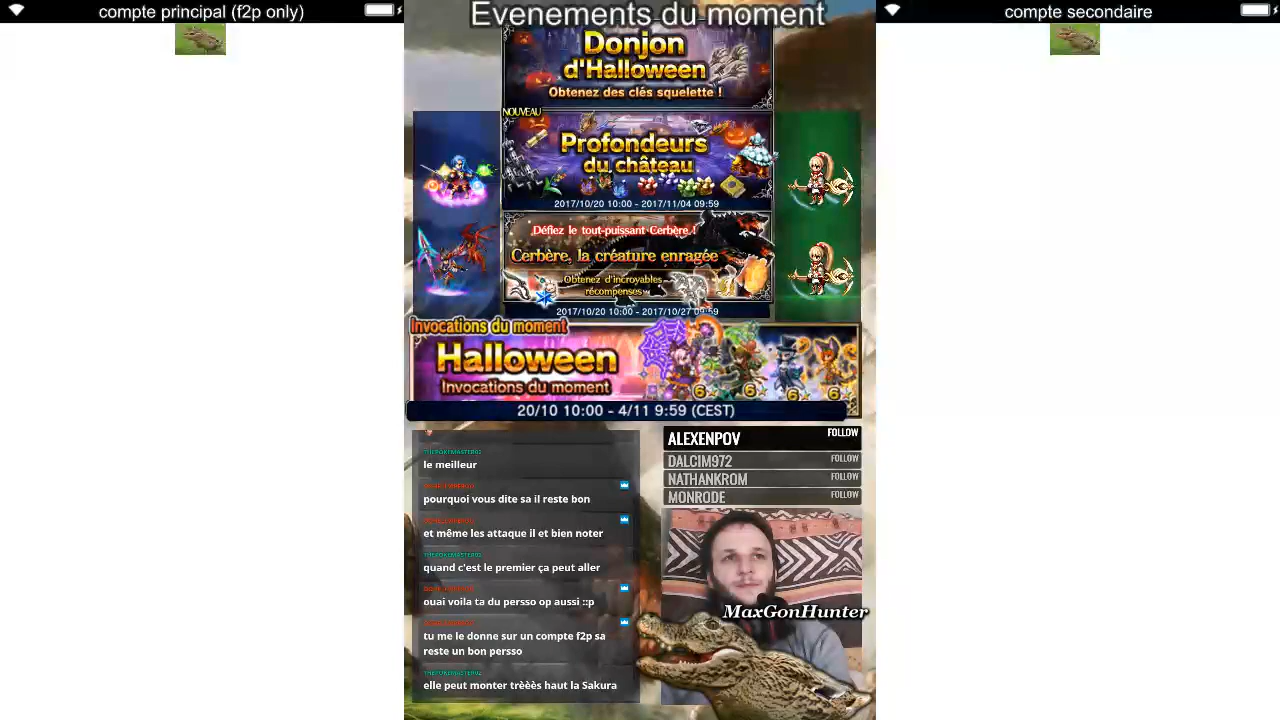 compte principal (f2p only)
Evenements du moment
compte secondaire
Donjon
d'Halloween
Obtenez des clés squelette !
NOUVEAU
Profondeurs
du château
2017/10/20 10:00 - 2017/11/04 09:59
Défiez le tout-puissant Cerbère !
Cerbère, la créature enragée
Obtenez d'incroyables
récompenses
2017/10/20 10:00 - 2017/10/27 09:59
Invocations du moment
Halloween
Invocations du moment
6
6
6
6
20/10 10:00 - 4/11 9:59 (CEST)
le meilleur
pourquoi vous dite sa il reste bon
et même les attaque il et bien noter
quand c'est le premier ça peut aller
ouai voila ta du persso op aussi ::p
tu me le donne sur un compte f2p sa
reste un bon persso
elle peut monter trèèès haut la Sakura
ALEXENPOV FOLLOW
DALCIM972 FOLLOW
NATHANKROM FOLLOW
MONRODE FOLLOW
MaxGonHunter